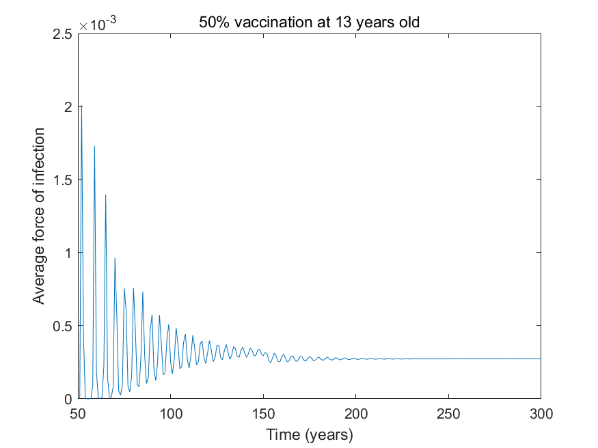 50% vaccination at 13 years old
×10⁻³
2.5
2
1.5
1
0.5
0
Average force of infection
50 100 150 200 250 300
Time (years)